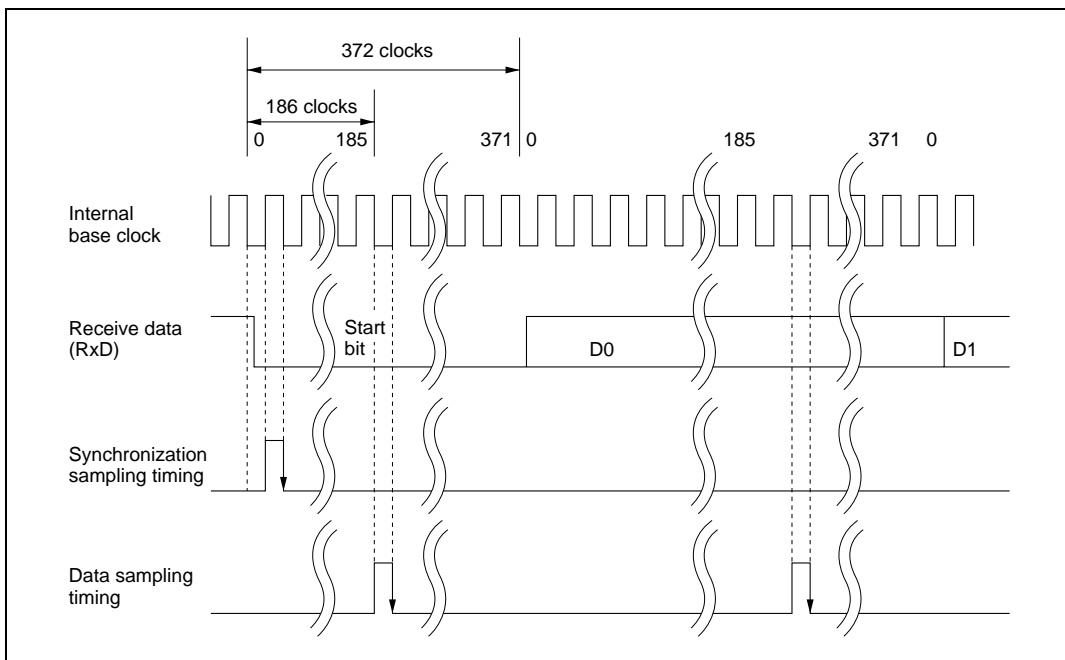 372 clocks
186 clocks
0 185 371 0 185 371 0
Internal
base clock
Receive data
(RxD)
Start
bit
D0
D1
Synchronization
sampling timing
Data sampling
timing